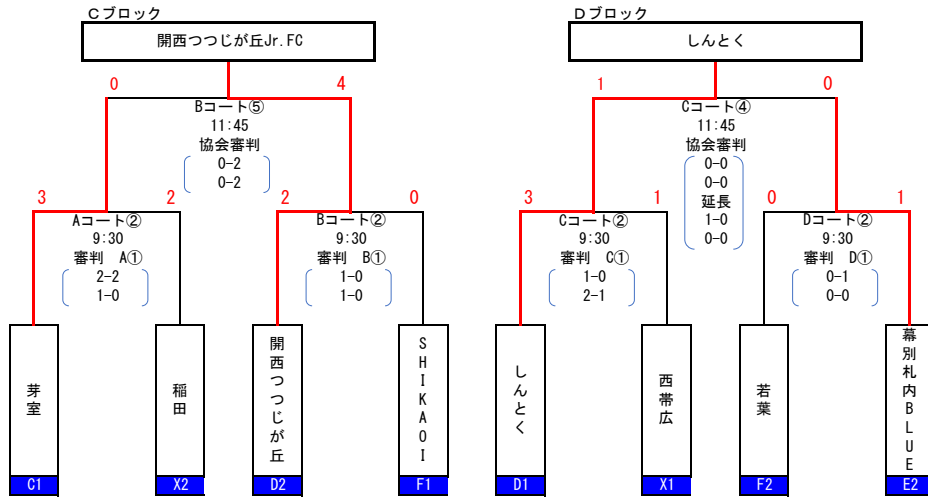 Ｃブロック
開西つつじが丘Jr.FC
0
4
Bコート⑤
11:45
協会審判
0-2
0-2
3
2
Aコート②
9:30
審判　A①
2-2
1-0
2
0
Bコート②
9:30
審判　B①
1-0
1-0
芽室
稲田
開西つつじが丘
SHIKAOI
C1
X2
D2
F1
Ｄブロック
しんとく
1
0
Cコート④
11:45
協会審判
0-0
0-0
延長
1-0
0-0
3
1
Cコート②
9:30
審判　C①
1-0
2-1
0
1
Dコート②
9:30
審判　D①
0-1
0-0
しんとく
西帯広
若葉
幕別札内BLUE
D1
X1
F2
E2